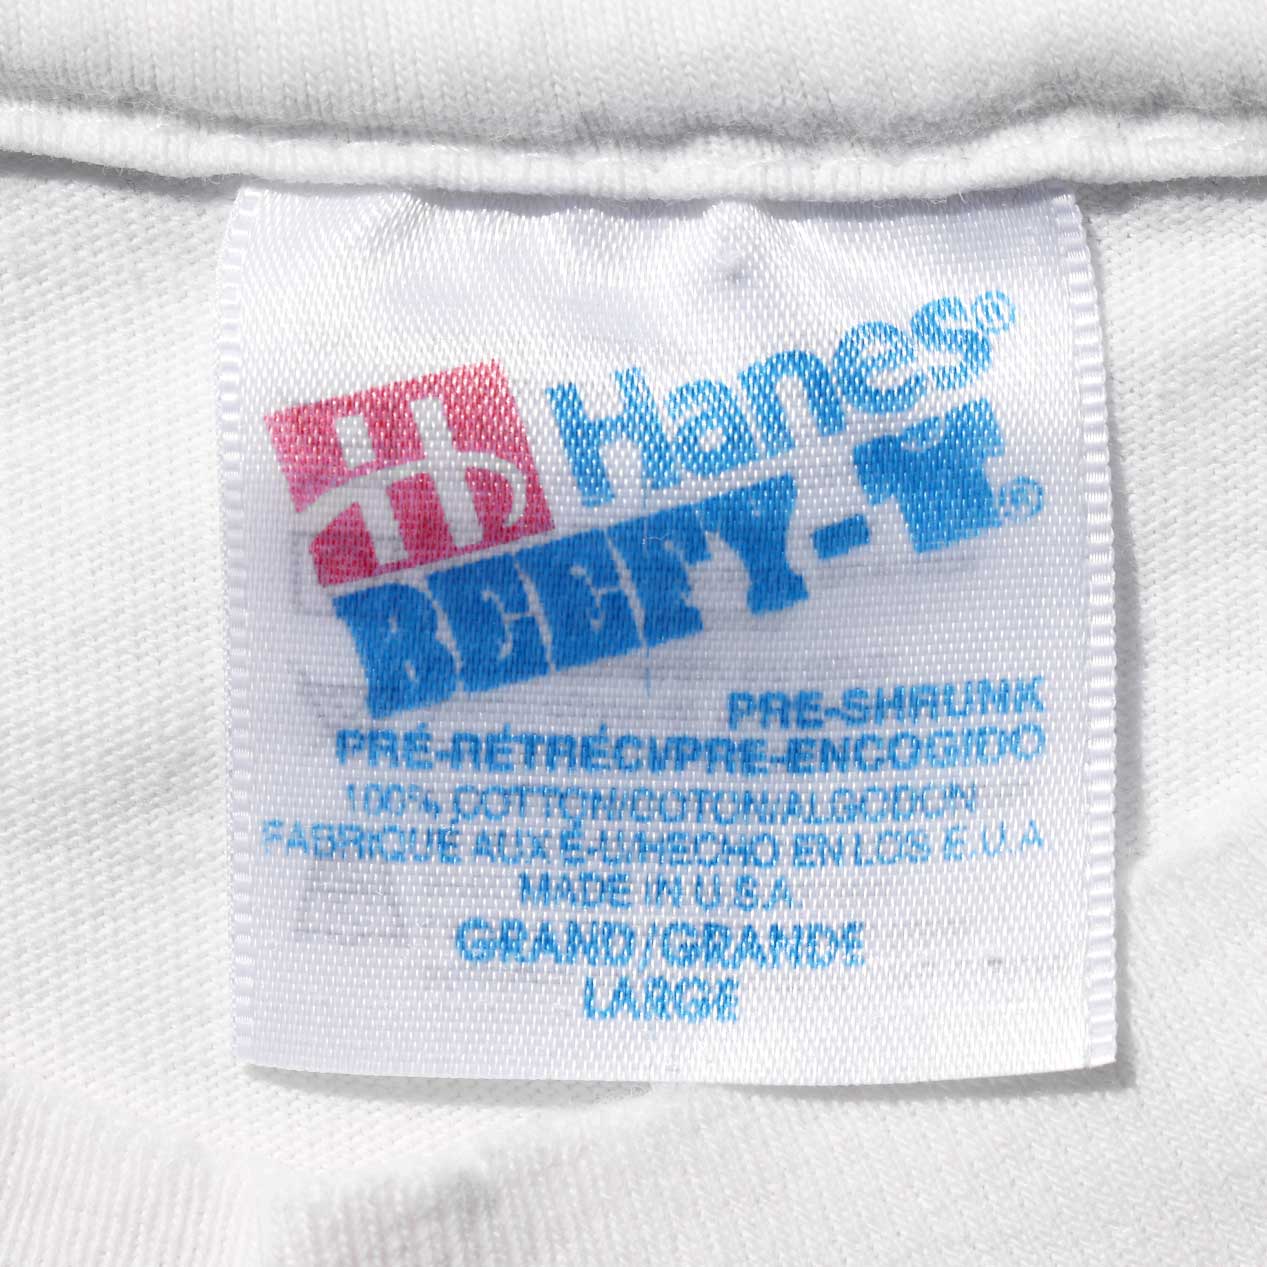 Hanes®
BEEFY-T®
PRE-SHRUNK
PRÉ-RÉTRÉCI/PRE-ENCOGIDO
100% COTTON/COTON/ALGODON
FABRIQUÉ AUX É-U/HECHO EN LOS E.U.A
MADE IN U.S.A.
GRAND/GRANDE
LARGE